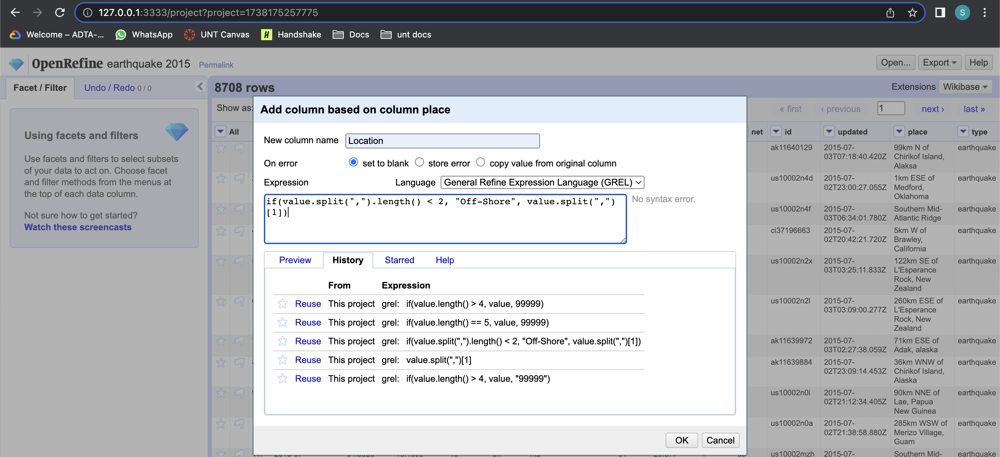 127.0.0.1:3333/project?project=1738175257775
S
Welcome – ADTA-... WhatsApp UNT Canvas H Handshake Docs unt docs
OpenRefine earthquake 2015 Permalink Open... Export Help
Facet / Filter Undo / Redo 0 / 0 8708 rows Extensions Wikibase
Show as: « first ‹ previous 1 next › last »
Using facets and filters
Use facets and filters to select subsets
of your data to act on. Choose facet
and filter methods from the menus at
the top of each data column.
Not sure how to get started?
Watch these screencasts
Add column based on column place
New column name Location
On error set to blank store error copy value from original column
Expression Language General Refine Expression Language (GREL)
if(value.split(",").length() < 2, "Off-Shore", value.split(",")
[1])
No syntax error.
Preview History Starred Help
From Expression
Reuse This project grel: if(value.length() > 4, value, 99999)
Reuse This project grel: if(value.length() == 5, value, 99999)
Reuse This project grel: if(value.split(",").length() < 2, "Off-Shore", value.split(",")[1])
Reuse This project grel: value.split(",")[1]
Reuse This project grel: if(value.length() > 4, value, "99999")
OK Cancel
All net id updated place type
ak11640129 2015-07- 99km N of earthquake
03T07:18:40.420Z Chirikof Island,
Alaksa
us10002n4d 2015-07- 1km ESE of earthquake
02T23:00:27.055Z Medford,
Oklahoma
us10002n4f 2015-07- Southern Mid- earthquake
03T06:34:01.780Z Atlantic Ridge
ci37196663 2015-07- 5km W of earthquake
02T20:42:21.720Z Brawley,
California
us10002n2x 2015-07- 122km SE of earthquake
03T03:25:11.833Z L'Esperance
Rock, New
Zealand
us10002n2l 2015-07- 260km ESE of earthquake
03T03:09:00.277Z L'Esperance
Rock, New
Zealand
ak11639972 2015-07- 71km ESE of earthquake
03T02:27:38.059Z Adak, alaska
ak11639884 2015-07- 36km WNW of earthquake
02T23:09:14.453Z Chirikof Island,
Alaska
us10002n0i 2015-07- 90km NNE of earthquake
02T21:12:34.405Z Lae, Papua
New Guinea
us10002n0a 2015-07- 285km WSW of earthquake
02T21:38:58.880Z Merizo Village,
Guam
us10002mzh 2015-07- Southern Mid- earthquake